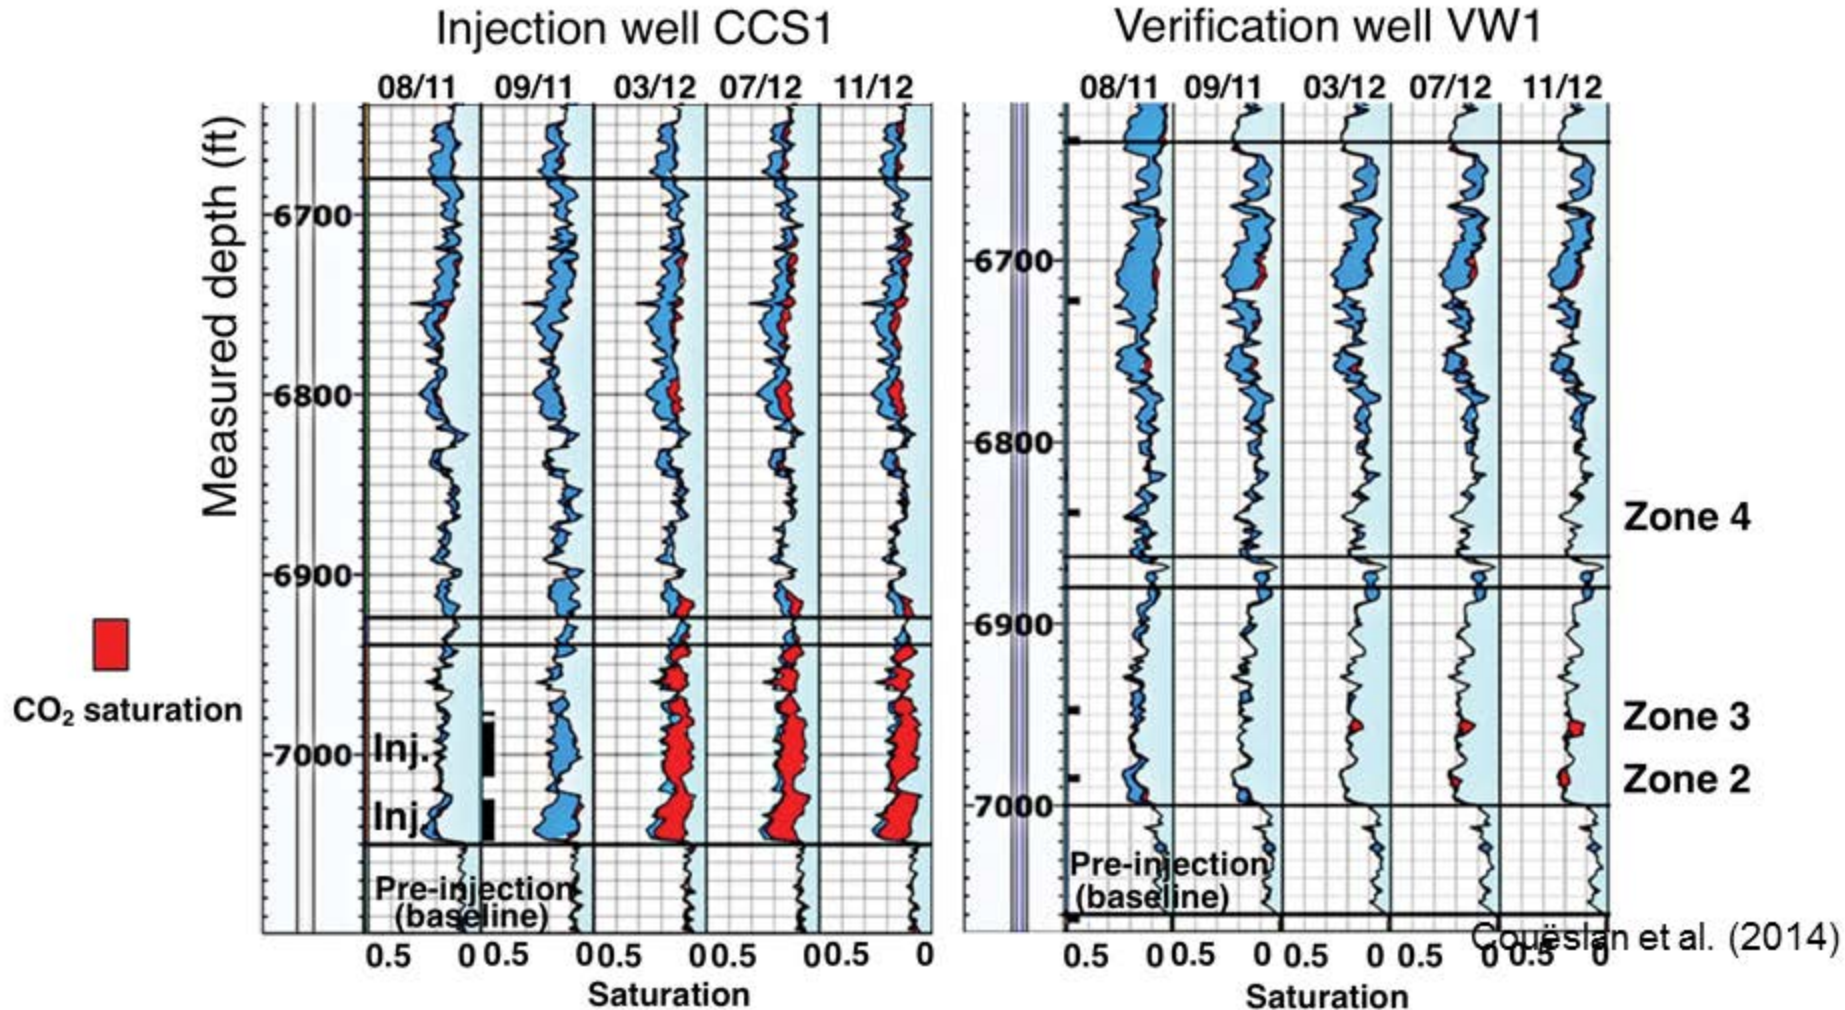 Injection well CCS1
Verification well VW1
08/11 09/11 03/12 07/12 11/12
08/11 09/11 03/12 07/12 11/12
Measured depth (ft)
6700
6800
6900
7000
6700
6800
6900
7000
Zone 4
Zone 3
Zone 2
CO₂ saturation
Inj.
Inj.
Pre-injection
(baseline)
Pre-injection
(baseline)
Couëslan et al. (2014)
0.5 0 0.5 0 0.5 0 0.5 0 0.5 0
0.5 0 0.5 0 0.5 0 0.5 0 0.5 0
Saturation
Saturation